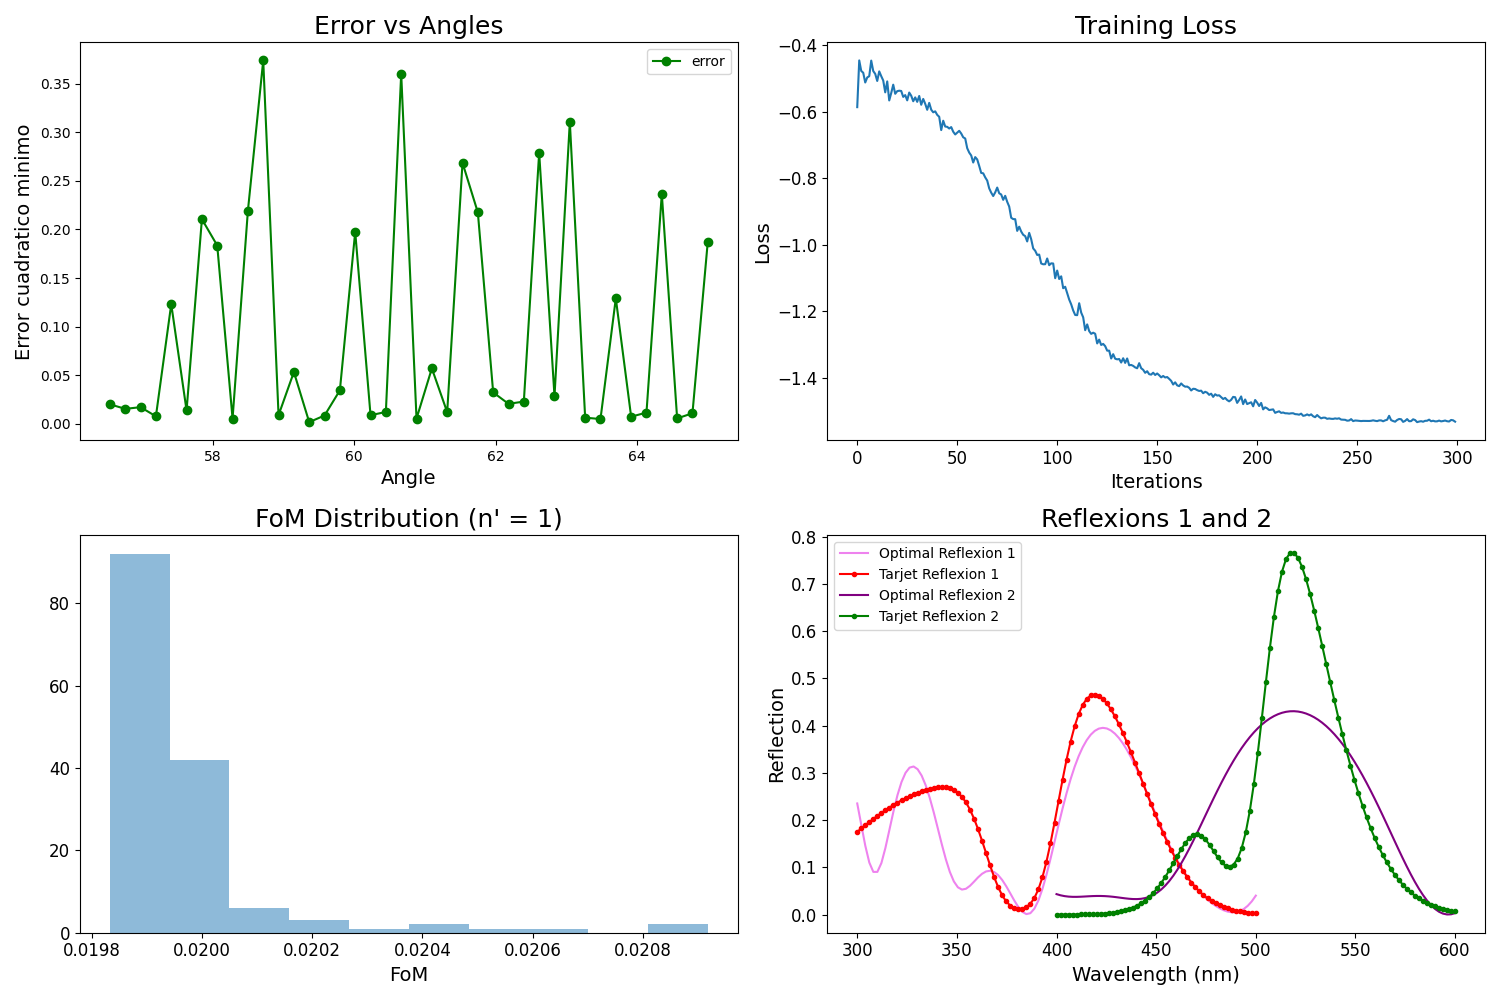 Error vs Angles
error
0.35
0.30
0.25
0.20
0.15
0.10
0.05
0.00
Error cuadratico minimo
58 60 62 64
Angle
Training Loss
−0.4
−0.6
−0.8
−1.0
−1.2
−1.4
Loss
0 50 100 150 200 250 300
Iterations
FoM Distribution (n' = 1)
80
60
40
20
0
0.0198 0.0200 0.0202 0.0204 0.0206 0.0208
FoM
Reflexions 1 and 2
Optimal Reflexion 1
Tarjet Reflexion 1
Optimal Reflexion 2
Tarjet Reflexion 2
0.8
0.7
0.6
0.5
0.4
0.3
0.2
0.1
0.0
Reflection
300 350 400 450 500 550 600
Wavelength (nm)